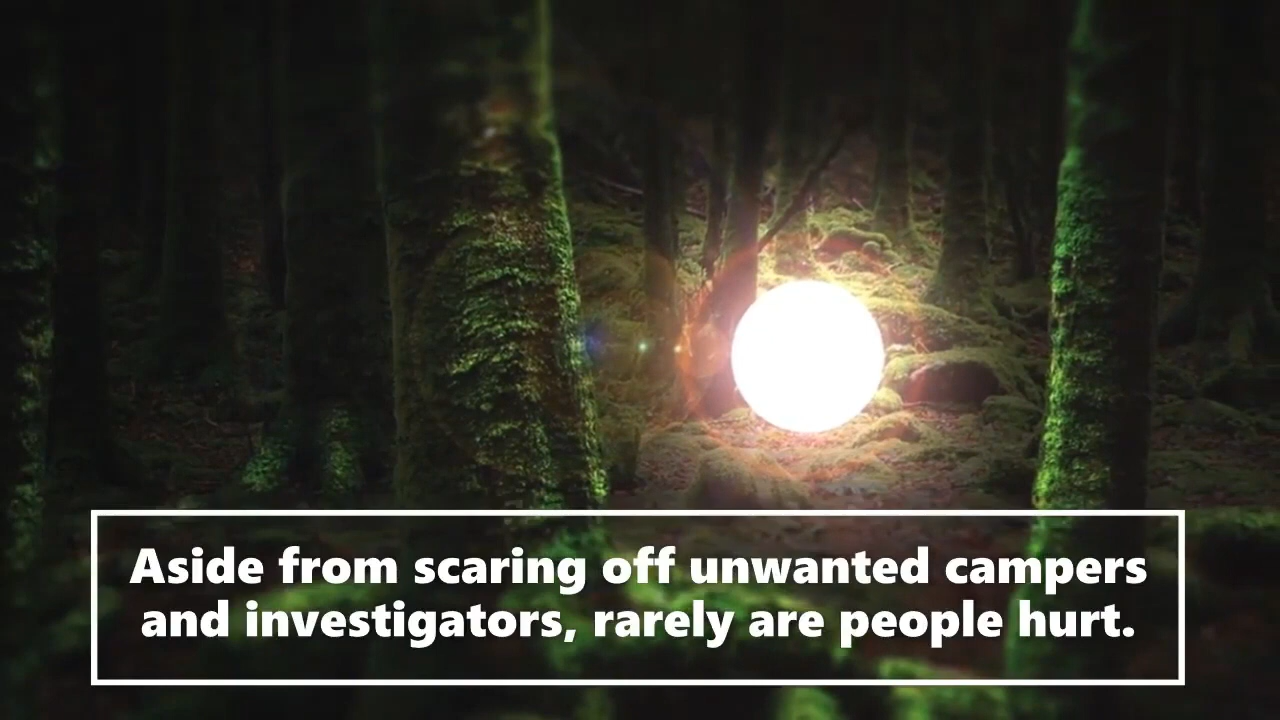 Aside from scaring off unwanted campers
and investigators, rarely are people hurt.